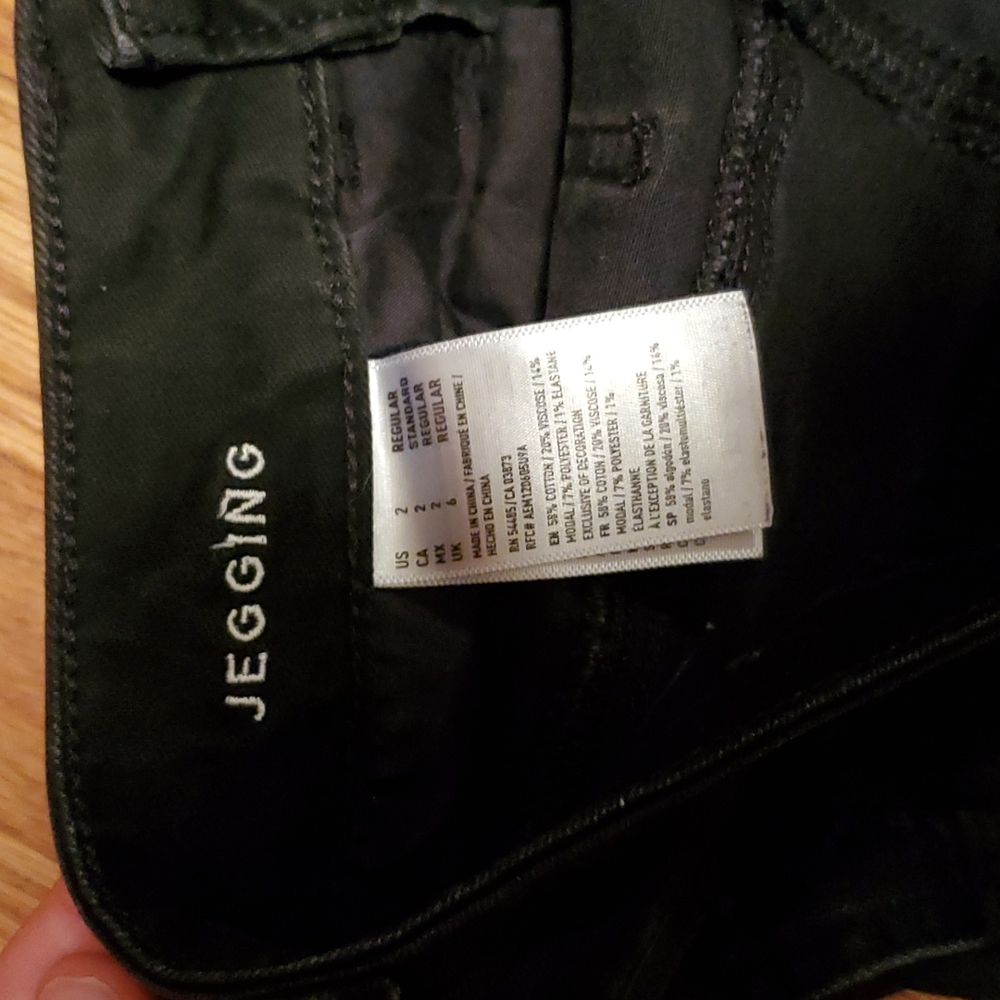 JEGGING
US 2 REGULAR
CA 2 STANDARD
MX 2 REGULAR
UK 6 REGULAR
MADE IN CHINA / FABRIQUÉ EN CHINE /
HECHO EN CHINA
RN 54485/CA 03873
RFC# AEM120605U9A
EN 58% COTTON / 20% VISCOSE / 14%
MODAL / 7% POLYESTER / 1% ELASTANE
EXCLUSIVE OF DECORATION
FR 58% COTON / 20% VISCOSE / 14%
MODAL / 7% POLYESTER / 1%
ÉLASTHANNE
À L'EXCEPTION DE LA GARNITURE
SP 58% algodón / 20% viscosa / 14%
modal / 7% elastomultiéster / 1%
elastano